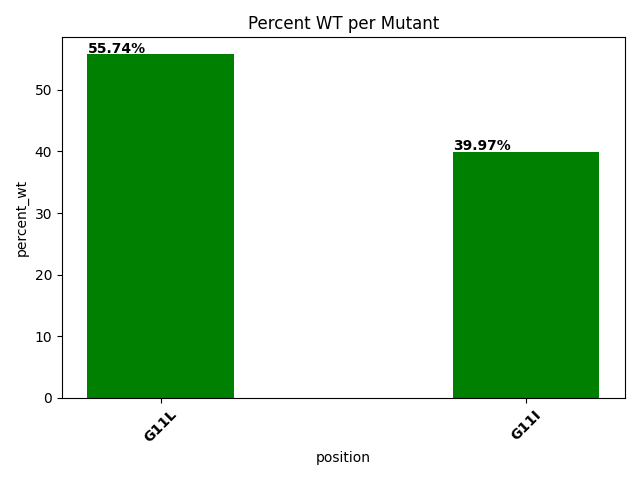 Percent WT per Mutant
55.74%
39.97%
50
40
30
20
10
0
percent_wt
G11L
G11I
position